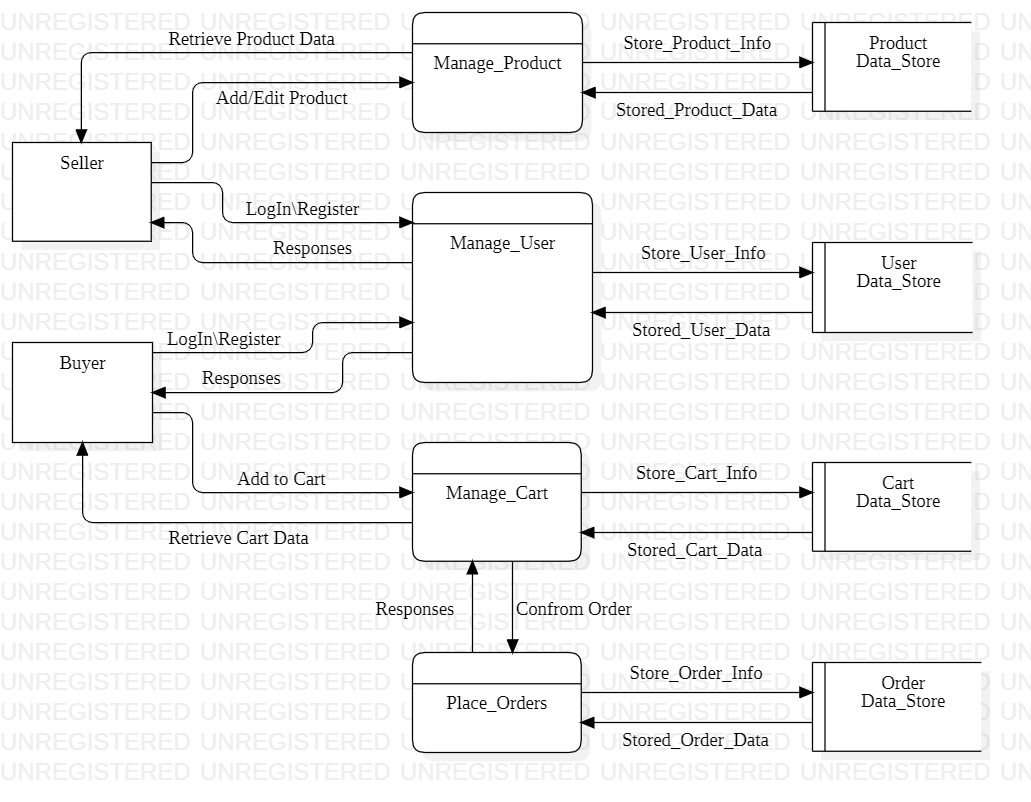 Retrieve Product Data
Add/Edit Product
Manage_Product
Store_Product_Info
Stored_Product_Data
Product
Data_Store
Seller
LogIn\Register
Responses
Manage_User
Store_User_Info
Stored_User_Data
User
Data_Store
Buyer
LogIn\Register
Responses
Add to Cart
Retrieve Cart Data
Manage_Cart
Store_Cart_Info
Stored_Cart_Data
Cart
Data_Store
Responses
Confrom Order
Place_Orders
Store_Order_Info
Stored_Order_Data
Order
Data_Store
UNREGISTERED